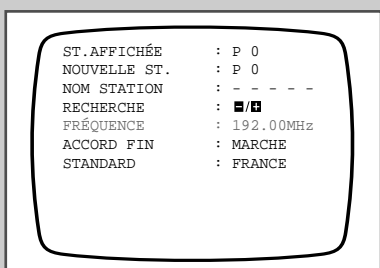 ST.AFFICHÉE : P 0
NOUVELLE ST. : P 0
NOM STATION : - - - - -
RECHERCHE : -/+
FRÉQUENCE : 192.00MHz
ACCORD FIN : MARCHE
STANDARD : FRANCE